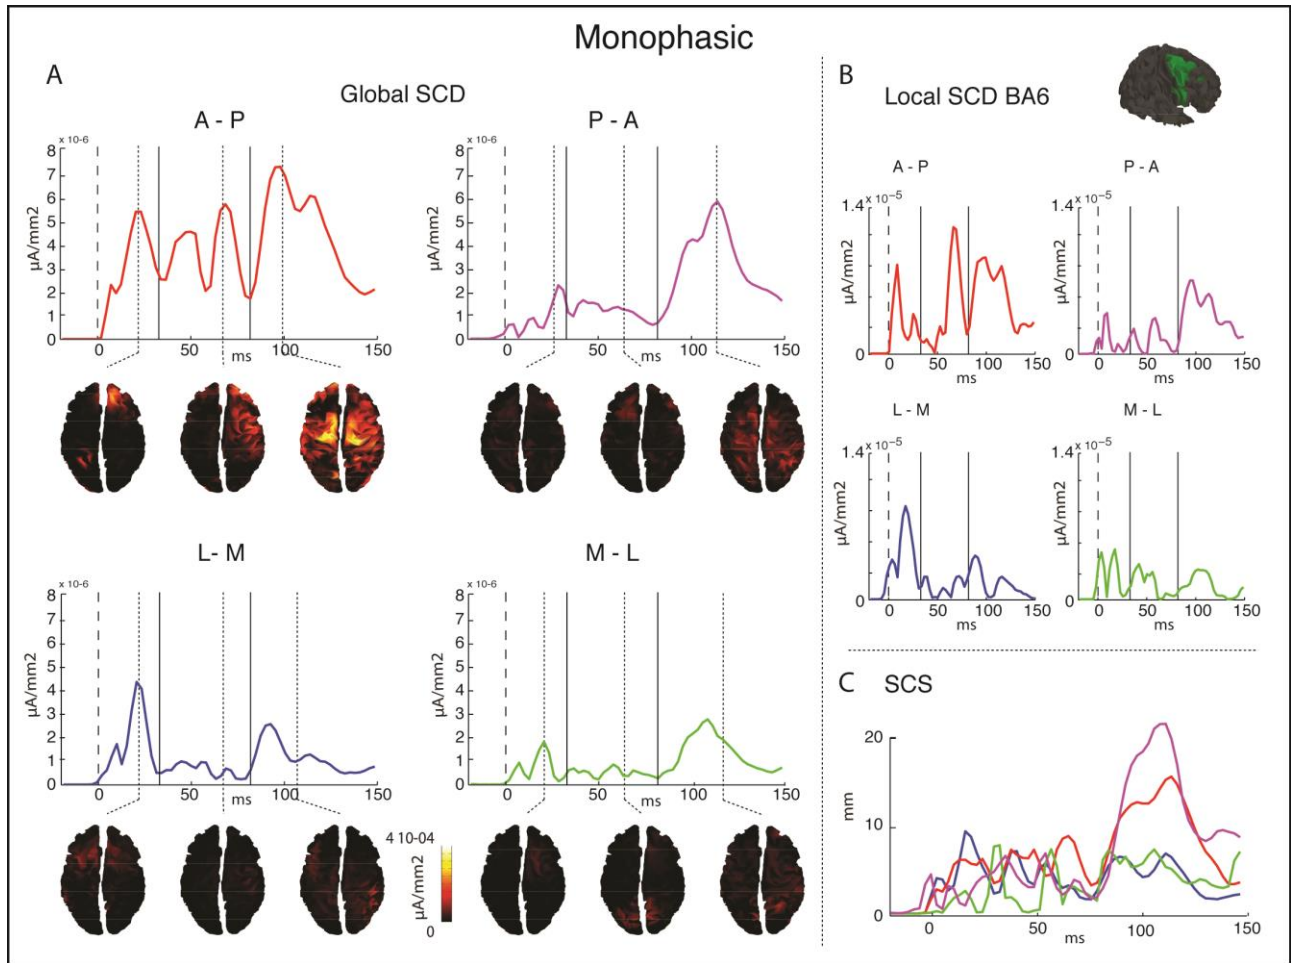 Monophasic
A
Global SCD
A - P
P - A
x 10-6
8
7
6
5
4
3
2
1
0
µA/mm2
0
50
100
150
ms
x 10-6
8
7
6
5
4
3
2
1
0
µA/mm2
0
50
100
150
ms
L- M
M - L
x 10-6
8
7
6
5
4
3
2
1
0
µA/mm2
0
50
100
150
ms
x 10-6
8
7
6
5
4
3
2
1
0
µA/mm2
0
50
100
150
ms
4 10-04
µA/mm2
0
B
Local SCD BA6
A - P
P - A
x 10-5
1.4
µA/mm2
0
0
50
100
150
ms
x 10-5
1.4
µA/mm2
0
0
50
100
150
ms
L - M
M - L
x 10-5
1.4
µA/mm2
0
0
50
100
150
ms
x 10-5
1.4
µA/mm2
0
0
50
100
150
ms
C SCS
20
10
0
mm
0
50
100
150
ms